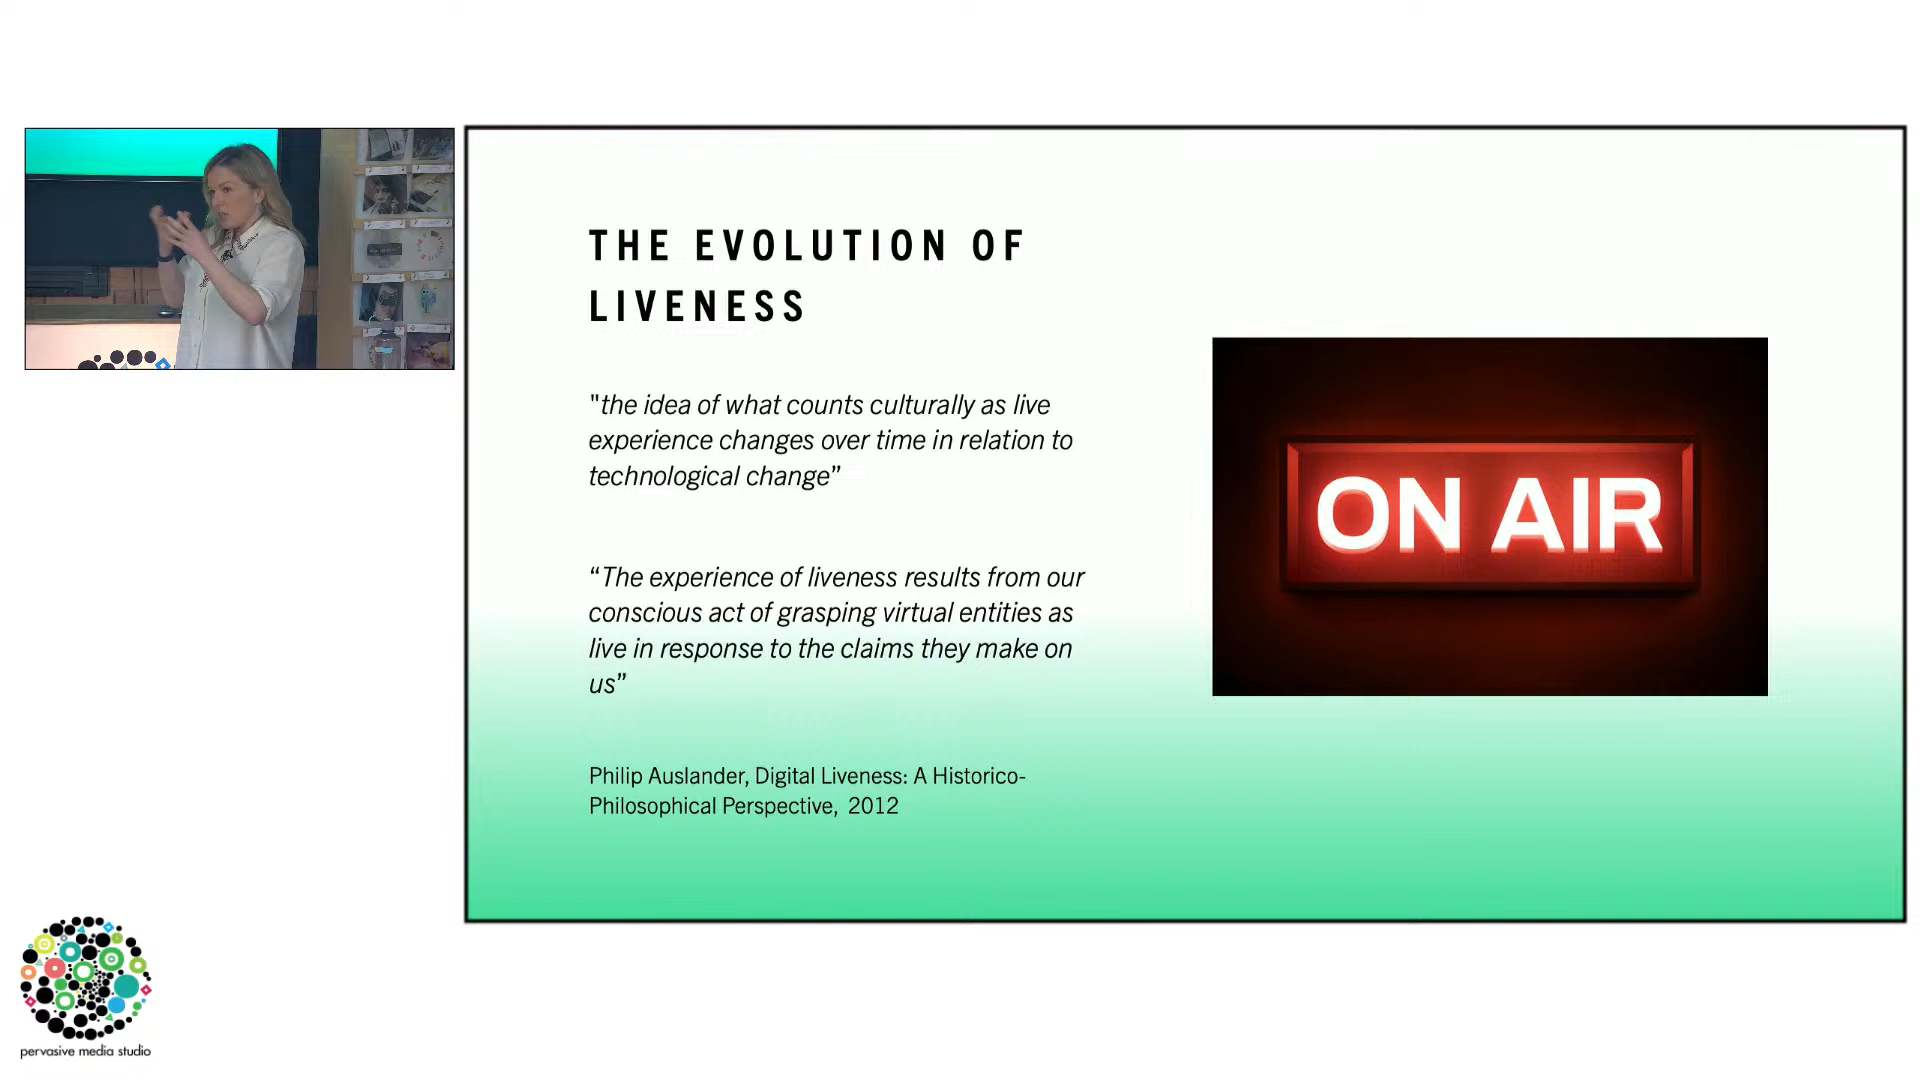 THE EVOLUTION OF
LIVENESS
"the idea of what counts culturally as live
experience changes over time in relation to
technological change”
“The experience of liveness results from our
conscious act of grasping virtual entities as
live in response to the claims they make on
us”
Philip Auslander, Digital Liveness: A Historico-
Philosophical Perspective, 2012
ON AIR
pervasive media studio